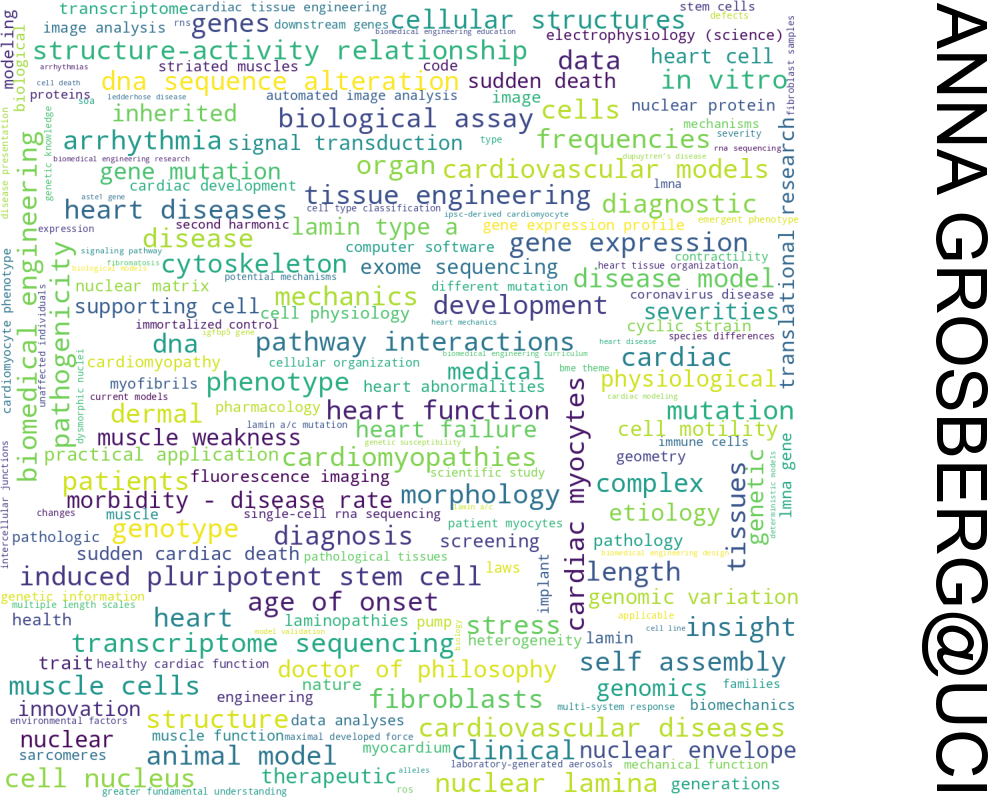 transcriptome cardiac tissue engineering stem cells
image analysis rns genes downstream genes cellular structures defects
biomedical engineering education
electrophysiology (science)
modeling
biological
structure-activity relationship data heart cell
arrhythmias striated muscles code
cell death dna sequence alteration sudden death in vitro
fibroblast samples
proteins soa ledderhose disease automated image analysis image cells nuclear protein
inherited biological assay mechanisms
disease presentation
genetic knowledge
arrhythmia signal transduction type frequencies severity
rna sequencing
biomedical engineering research dupuytren's disease
gene mutation organ cardiovascular models
cardiac development lmna
aste1 gene tissue engineering
heart diseases cell type classification ipsc-derived cardiomyocyte diagnostic
translational research
expression second harmonic lamin type a gene expression profile emergent phenotype
disease computer software gene expression
signaling pathway contractility
fibromatosis cytoskeleton exome sequencing heart tissue organization
biological models potential mechanisms
nuclear matrix different mutation disease model
biomedical engineering
pathogenicity
cardiomyocyte phenotype
unaffected individuals
supporting cell mechanics development coronavirus disease
cell physiology severities
immortalized control heart mechanics cyclic strain
igfbp5 gene species differences
dna pathway interactions heart disease
biomedical engineering curriculum cardiac
cardiomyopathy cellular organization
dysmorphic nuclei
medical bme theme
myofibrils phenotype heart abnormalities physiological
current models cardiac modeling
dermal pharmacology heart function mutation
lamin a/c mutation heart failure cell motility
muscle weakness genetic susceptibility immune cells
practical application cardiomyopathies geometry
intercellular junctions
patients fluorescence imaging scientific study
cardiac myocytes
complex
tissues
genetic
deterministic models
lmna gene
morbidity - disease rate morphology
changes muscle single-cell rna sequencing lamin a/c etiology
genotype patient myocytes
pathologic diagnosis screening pathology
sudden cardiac death pathological tissues biomedical engineering design
induced pluripotent stem cell laws length
implant
genetic information age of onset genomic variation
multiple length scales
health heart laminopathies pump stress applicable
model validation cell line insight
biology
transcriptome sequencing heterogeneity lamin
trait healthy cardiac function doctor of philosophy self assembly
muscle cells nature genomics families
engineering fibroblasts
innovation multi-system response biomechanics
environmental factors structure data analyses
nuclear muscle function maximal developed force cardiovascular diseases
sarcomeres animal model myocardium clinical nuclear envelope
laboratory-generated aerosols mechanical function
cell nucleus therapeutic alleles
greater fundamental understanding ros nuclear lamina generations
ANNA GROSBERG@UCI